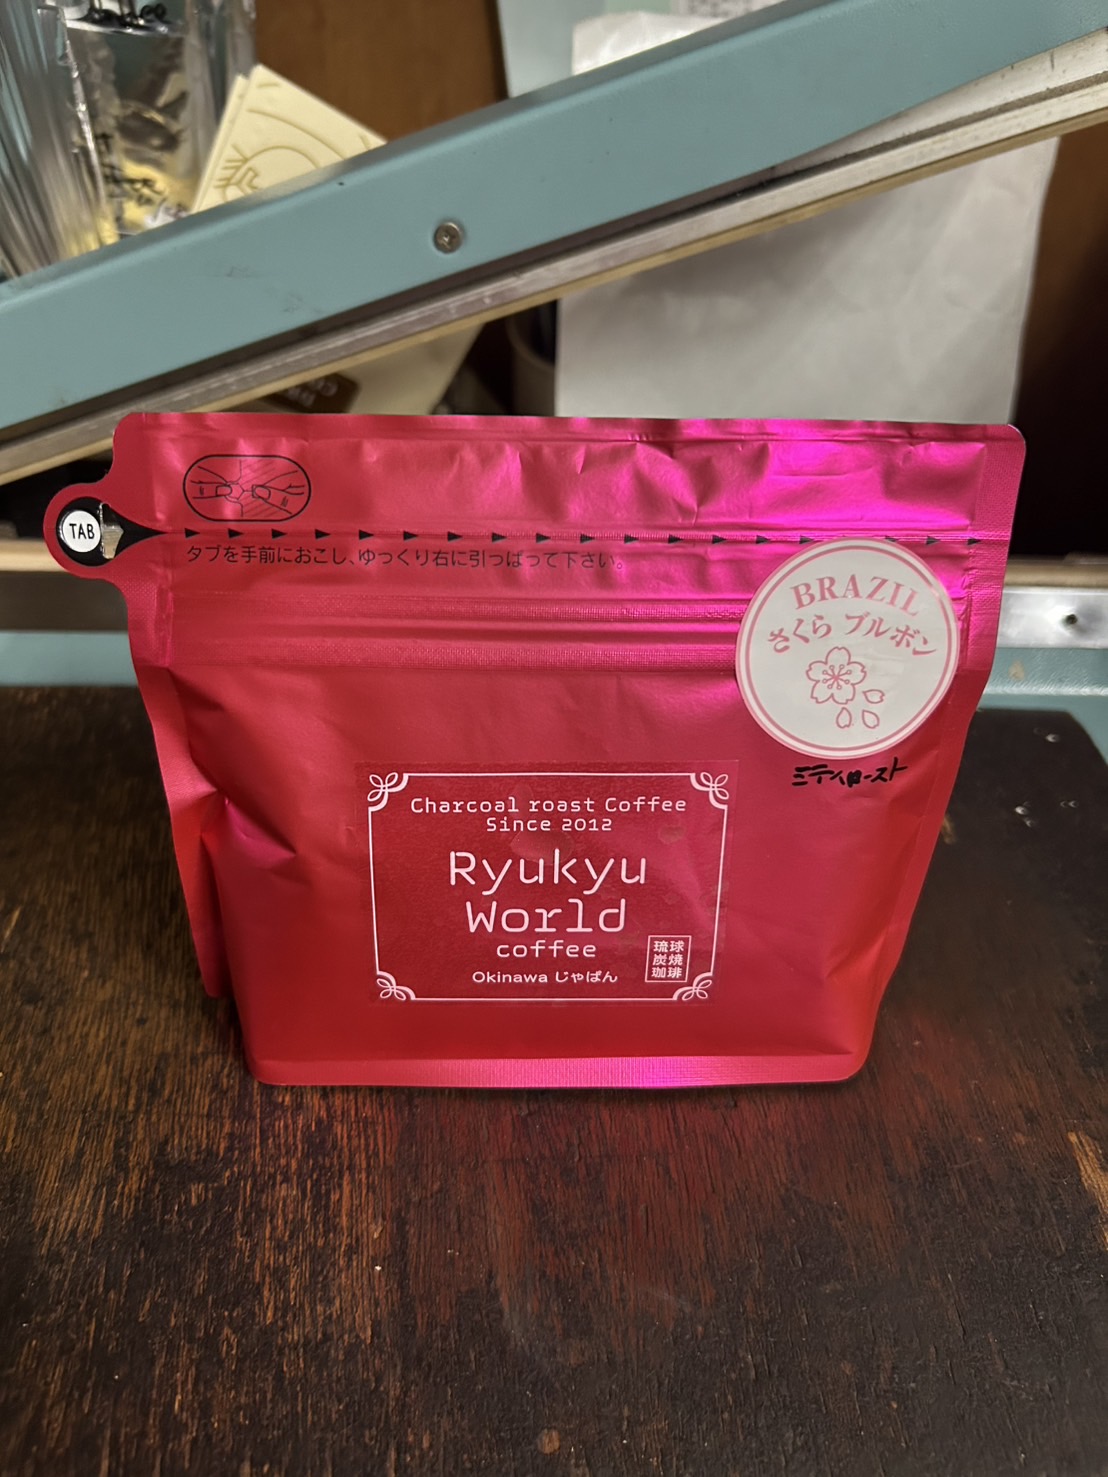 TAB
タブを手前におこし、ゆっくり右に引っぱって下さい。
BRAZIL
さくら ブルボン
ミディ
ロースト
Charcoal roast Coffee
Since 2012
Ryukyu
World
coffee
Okinawa じゃぱん
琉球
炭焼
珈琲